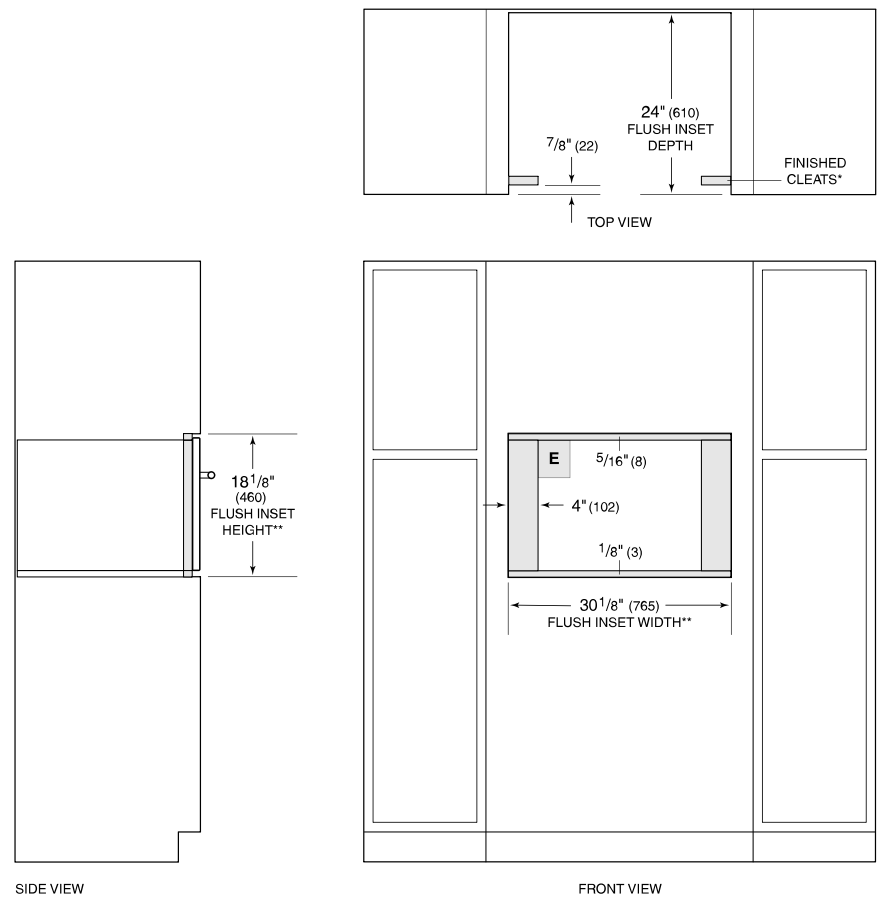 24" (610)
FLUSH INSET
DEPTH
7/8" (22)
FINISHED
CLEATS*
TOP VIEW
18 1/8"
(460)
FLUSH INSET
HEIGHT**
E
5/16" (8)
4" (102)
1/8" (3)
30 1/8" (765)
FLUSH INSET WIDTH**
SIDE VIEW
FRONT VIEW